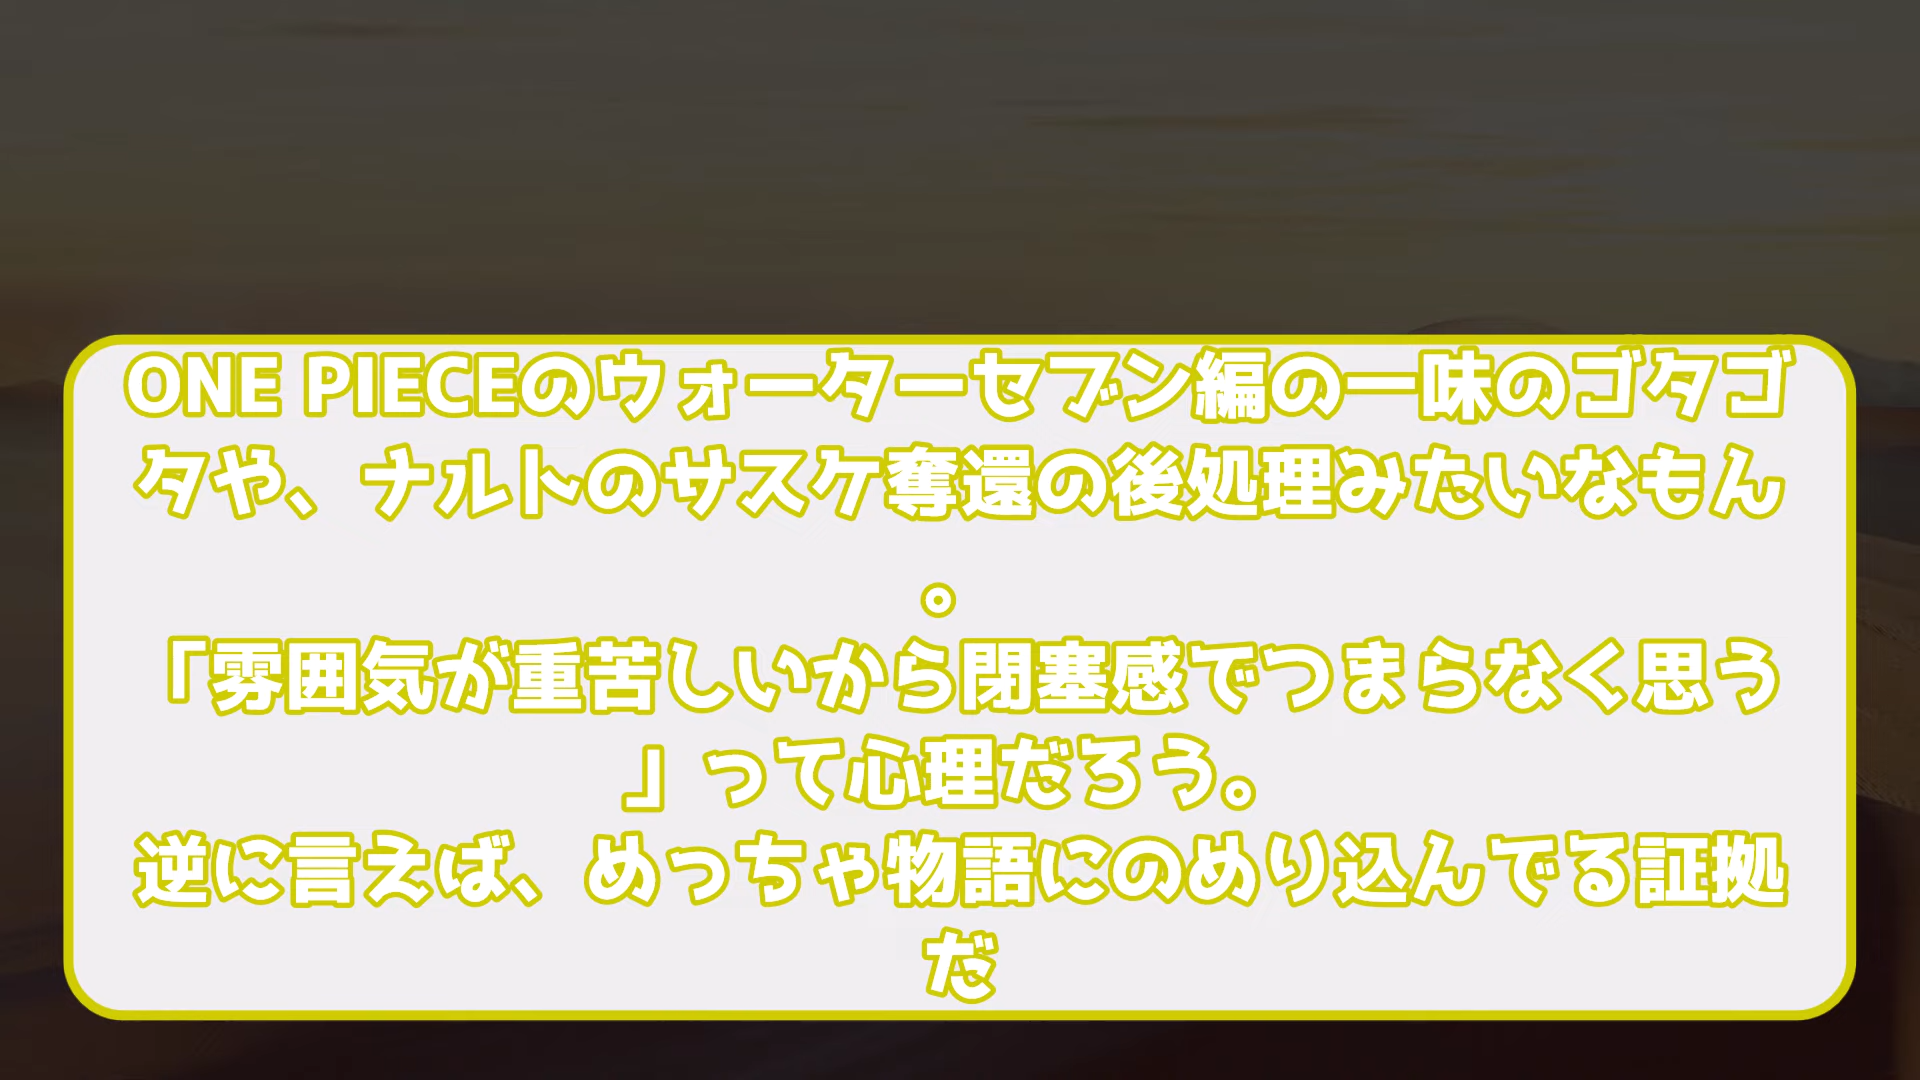 ONE PIECEのウォーターセブン編の一味のゴタゴ
タや、ナルトのサスケ奪還の後処理みたいなもん
。
「雰囲気が重苦しいから閉塞感でつまらなく思う
」って心理だろう。
逆に言えば、めっちゃ物語にのめり込んでる証拠
だ